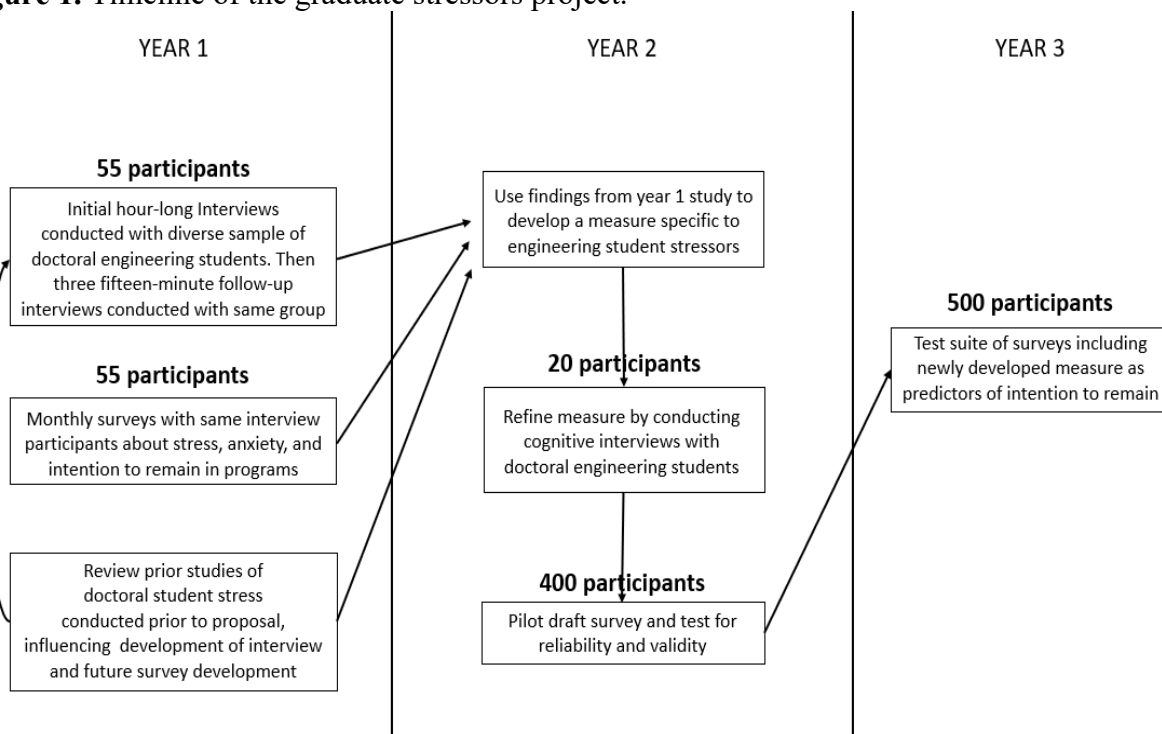 gure 1. Timeline of the graduate stressors project.
YEAR 1
55 participants
Initial hour-long Interviews
conducted with diverse sample of
doctoral engineering students. Then
three fifteen-minute follow-up
interviews conducted with same group
55 participants
Monthly surveys with same interview
participants about stress, anxiety, and
intention to remain in programs
Review prior studies of
doctoral student stress
conducted prior to proposal,
influencing development of interview
and future survey development
YEAR 2
Use findings from year 1 study to
develop a measure specific to
engineering student stressors
20 participants
Refine measure by conducting
cognitive interviews with
doctoral engineering students
400 participants
Pilot draft survey and test for
reliability and validity
YEAR 3
500 participants
Test suite of surveys including
newly developed measure as
predictors of intention to remain